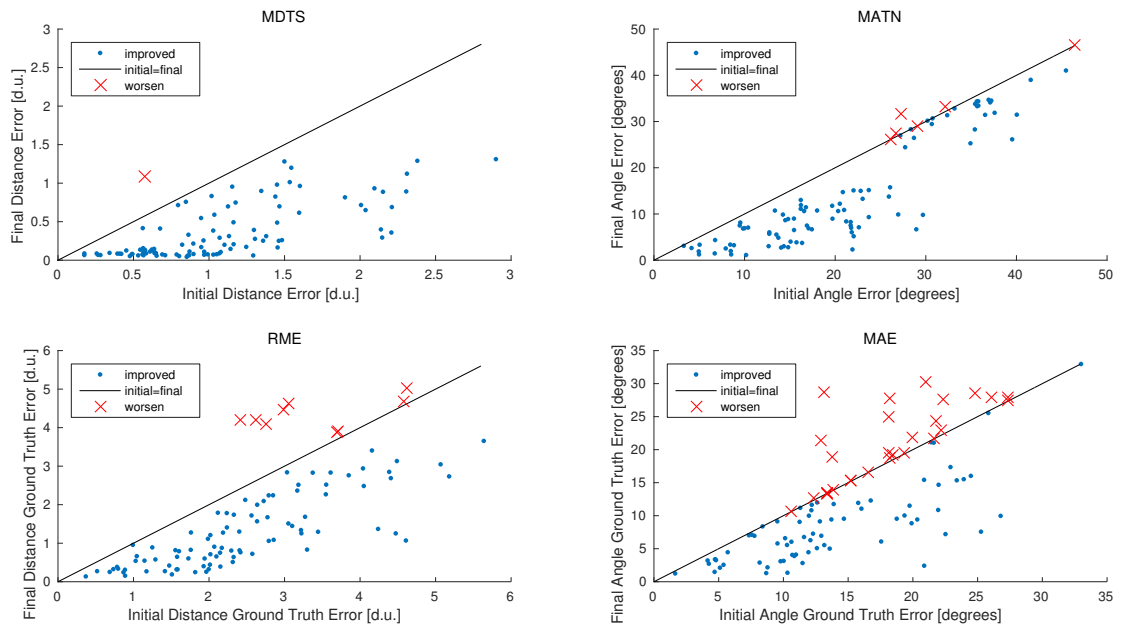 MDTS
3
2.5
2
1.5
1
0.5
0
improved
initial=final
worsen
Final Distance Error [d.u.]
0 0.5 1 1.5 2 2.5 3
Initial Distance Error [d.u.]
MATN
50
40
30
20
10
0
improved
initial=final
worsen
Final Angle Error [degrees]
0 10 20 30 40 50
Initial Angle Error [degrees]
RME
6
5
4
3
2
1
0
improved
initial=final
worsen
Final Distance Ground Truth Error [d.u.]
0 1 2 3 4 5 6
Initial Distance Ground Truth Error [d.u.]
MAE
35
30
25
20
15
10
5
0
improved
initial=final
worsen
Final Angle Ground Truth Error [degrees]
0 5 10 15 20 25 30 35
Initial Angle Ground Truth Error [degrees]